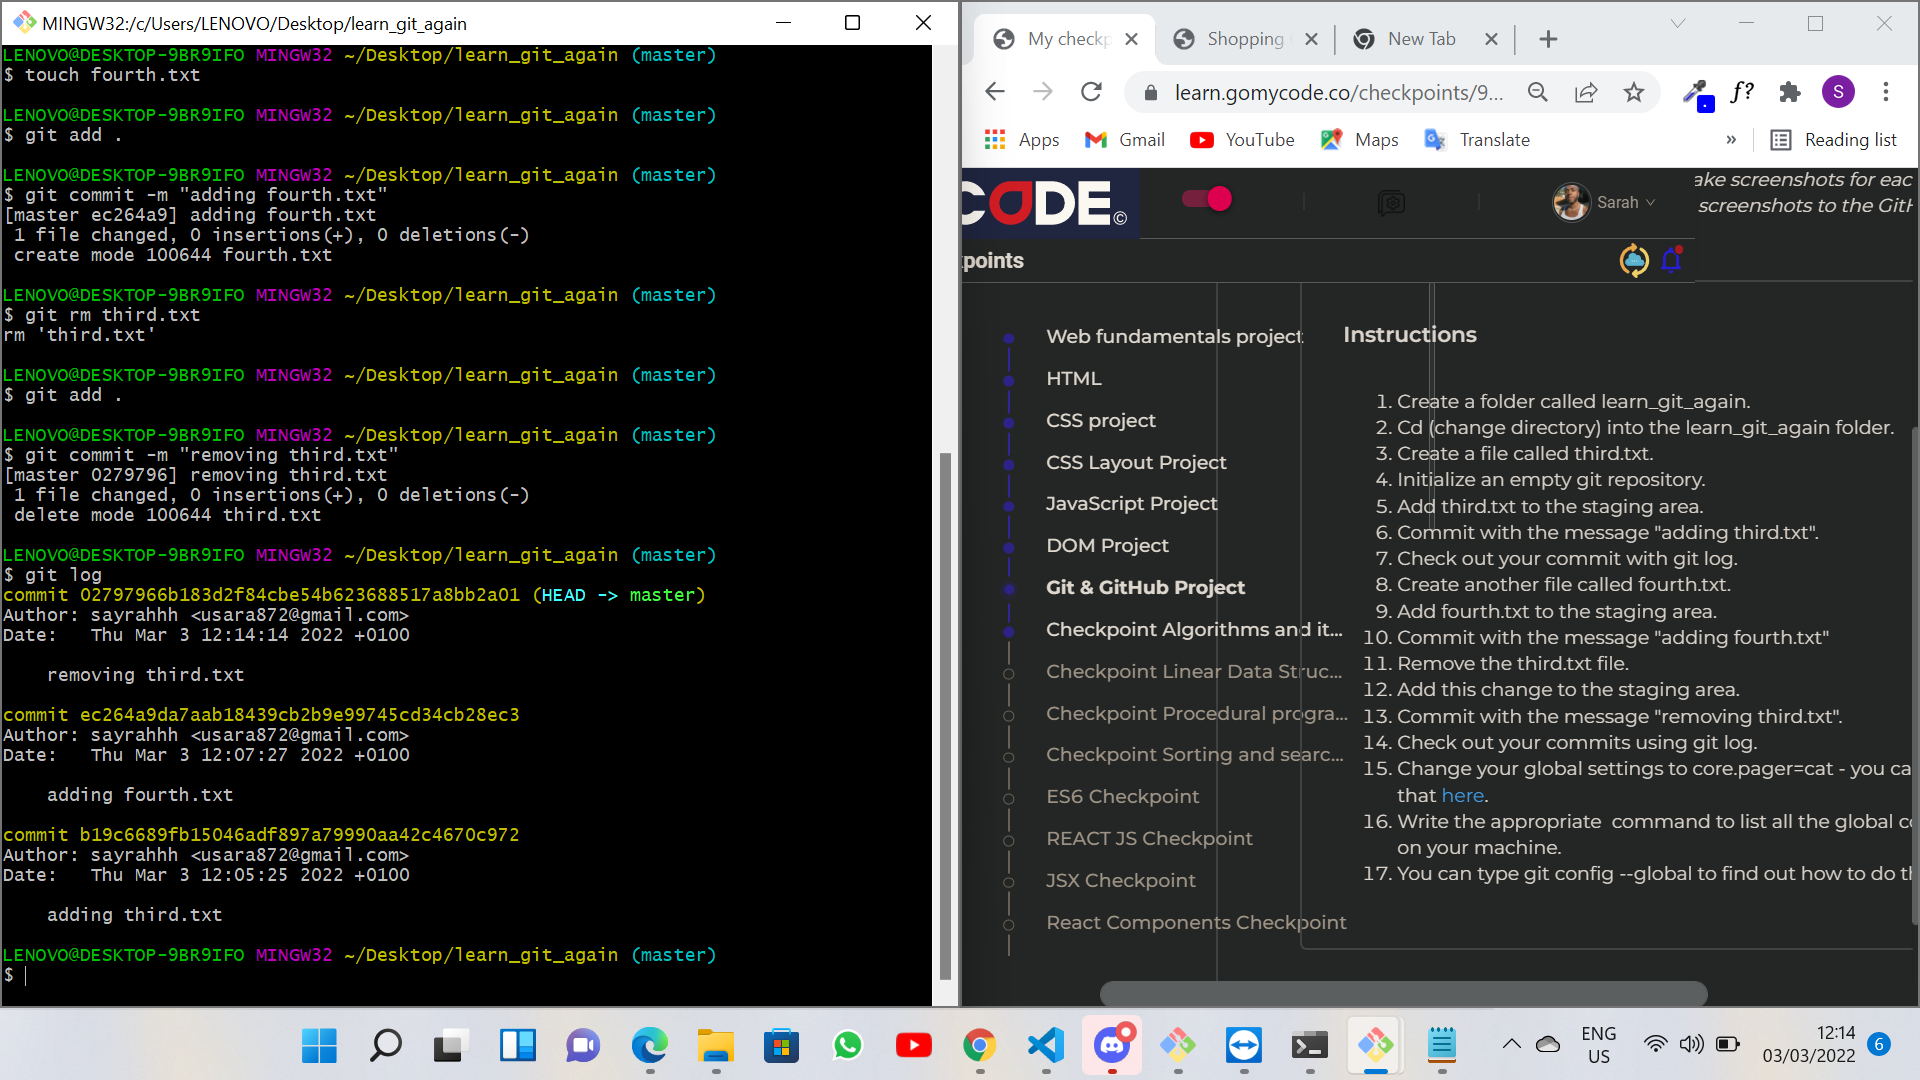 MINGW32:/c/Users/LENOVO/Desktop/learn_git_again
LENOVO@DESKTOP-9BR9IFO MINGW32 ~/Desktop/learn_git_again (master)
$ touch fourth.txt
LENOVO@DESKTOP-9BR9IFO MINGW32 ~/Desktop/learn_git_again (master)
$ git add .
LENOVO@DESKTOP-9BR9IFO MINGW32 ~/Desktop/learn_git_again (master)
$ git commit -m "adding fourth.txt"
[master ec264a9] adding fourth.txt
1 file changed, 0 insertions(+), 0 deletions(-)
create mode 100644 fourth.txt
LENOVO@DESKTOP-9BR9IFO MINGW32 ~/Desktop/learn_git_again (master)
$ git rm third.txt
rm 'third.txt'
LENOVO@DESKTOP-9BR9IFO MINGW32 ~/Desktop/learn_git_again (master)
$ git add .
LENOVO@DESKTOP-9BR9IFO MINGW32 ~/Desktop/learn_git_again (master)
$ git commit -m "removing third.txt"
[master 0279796] removing third.txt
1 file changed, 0 insertions(+), 0 deletions(-)
delete mode 100644 third.txt
LENOVO@DESKTOP-9BR9IFO MINGW32 ~/Desktop/learn_git_again (master)
$ git log
commit 02797966b183d2f84cbe54b623688517a8bb2a01 (HEAD -> master)
Author: sayrahhh <usara872@gmail.com>
Date: Thu Mar 3 12:14:14 2022 +0100
removing third.txt
commit ec264a9da7aab18439cb2b9e99745cd34cb28ec3
Author: sayrahhh <usara872@gmail.com>
Date: Thu Mar 3 12:07:27 2022 +0100
adding fourth.txt
commit b19c6689fb15046adf897a79990aa42c4670c972
Author: sayrahhh <usara872@gmail.com>
Date: Thu Mar 3 12:05:25 2022 +0100
adding third.txt
LENOVO@DESKTOP-9BR9IFO MINGW32 ~/Desktop/learn_git_again (master)
$
My checkp Shopping New Tab
learn.gomycode.co/checkpoints/9... f? S
Apps Gmail YouTube Maps Translate » Reading list
CODE©
Sarah
ake screenshots for eac
screenshots to the GitH
kpoints
Web fundamentals project
HTML
CSS project
CSS Layout Project
JavaScript Project
DOM Project
Git & GitHub Project
Checkpoint Algorithms and it...
Checkpoint Linear Data Struc...
Checkpoint Procedural progra...
Checkpoint Sorting and searc...
ES6 Checkpoint
REACT JS Checkpoint
JSX Checkpoint
React Components Checkpoint
Instructions
1. Create a folder called learn_git_again.
2. Cd (change directory) into the learn_git_again folder.
3. Create a file called third.txt.
4. Initialize an empty git repository.
5. Add third.txt to the staging area.
6. Commit with the message "adding third.txt".
7. Check out your commit with git log.
8. Create another file called fourth.txt.
9. Add fourth.txt to the staging area.
10. Commit with the message "adding fourth.txt"
11. Remove the third.txt file.
12. Add this change to the staging area.
13. Commit with the message "removing third.txt".
14. Check out your commits using git log.
15. Change your global settings to core.pager=cat - you ca
that here.
16. Write the appropriate command to list all the global co
on your machine.
17. You can type git config --global to find out how to do th
ENG
US
12:14
03/03/2022
6